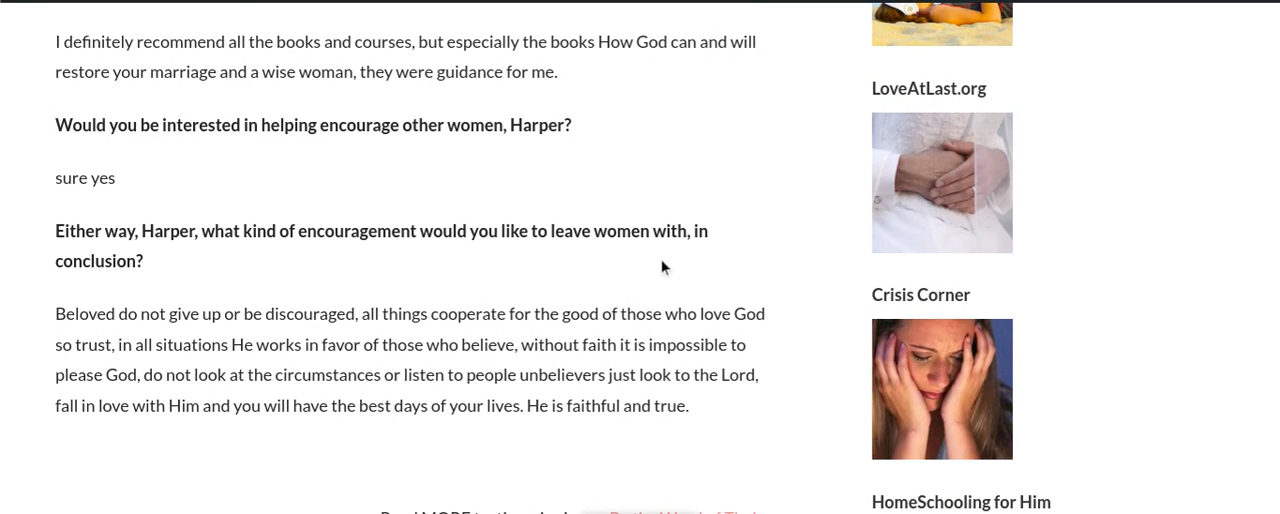 I definitely recommend all the books and courses, but especially the books How God can and will
restore your marriage and a wise woman, they were guidance for me.
Would you be interested in helping encourage other women, Harper?
sure yes
Either way, Harper, what kind of encouragement would you like to leave women with, in
conclusion?
Beloved do not give up or be discouraged, all things cooperate for the good of those who love God
so trust, in all situations He works in favor of those who believe, without faith it is impossible to
please God, do not look at the circumstances or listen to people unbelievers just look to the Lord,
fall in love with Him and you will have the best days of your lives. He is faithful and true.
LoveAtLast.org
Crisis Corner
HomeSchooling for Him